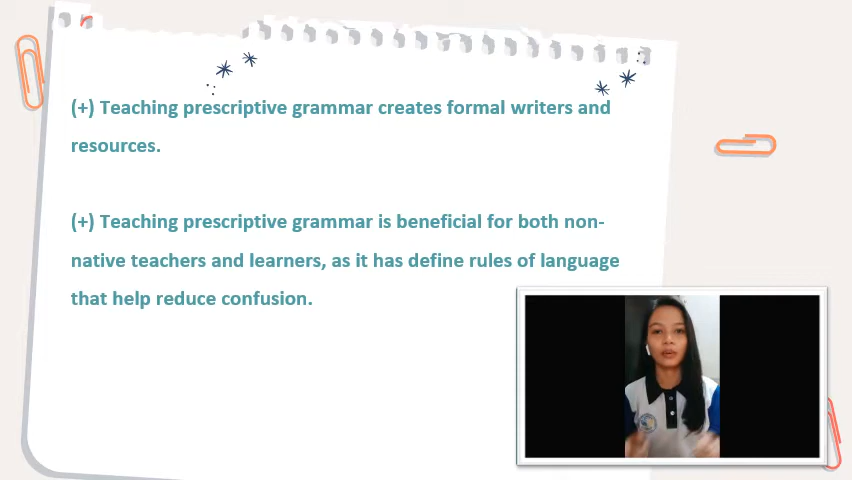 (+) Teaching prescriptive grammar creates formal writers and
resources.
(+) Teaching prescriptive grammar is beneficial for both non-
native teachers and learners, as it has define rules of language
that help reduce confusion.